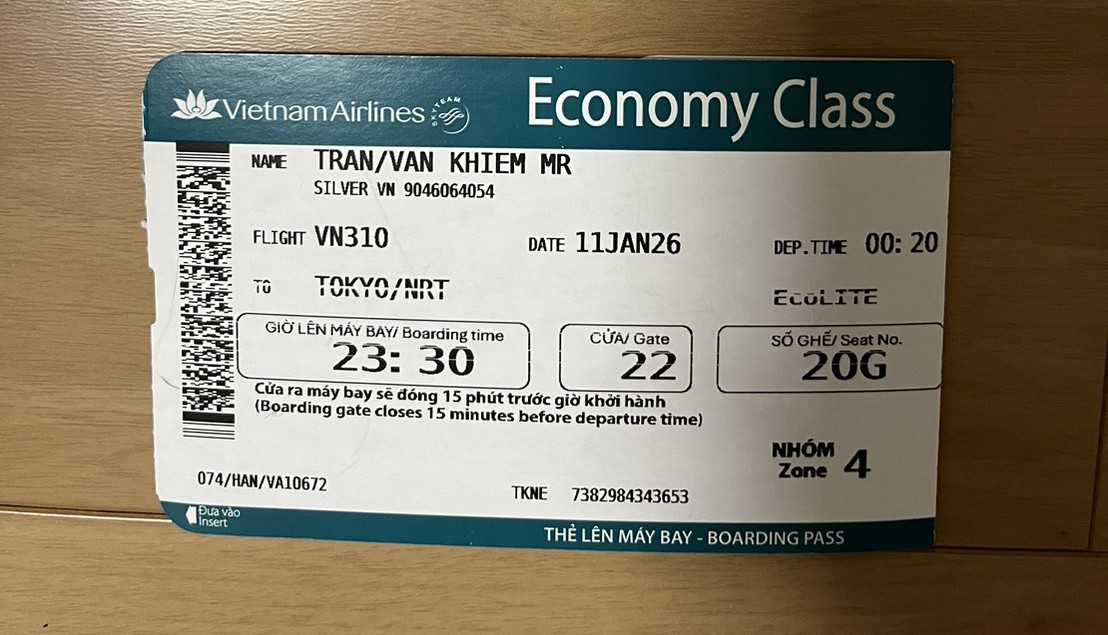 Vietnam Airlines SKYTEAM Economy Class
NAME TRAN/VAN KHIEM MR
SILVER VN 9046064054
FLIGHT VN310 DATE 11JAN26 DEP.TIME 00: 20
TO TOKYO/NRT EcoLITE
GIỜ LÊN MÁY BAY/ Boarding time CỬA/ Gate SỐ GHẾ/ Seat No.
23: 30 22 20G
Cửa ra máy bay sẽ đóng 15 phút trước giờ khởi hành
(Boarding gate closes 15 minutes before departure time)
NHÓM
Zone 4
074/HAN/VA10672 TKNE 7382984343653
Đưa vào
Insert
THẺ LÊN MÁY BAY - BOARDING PASS